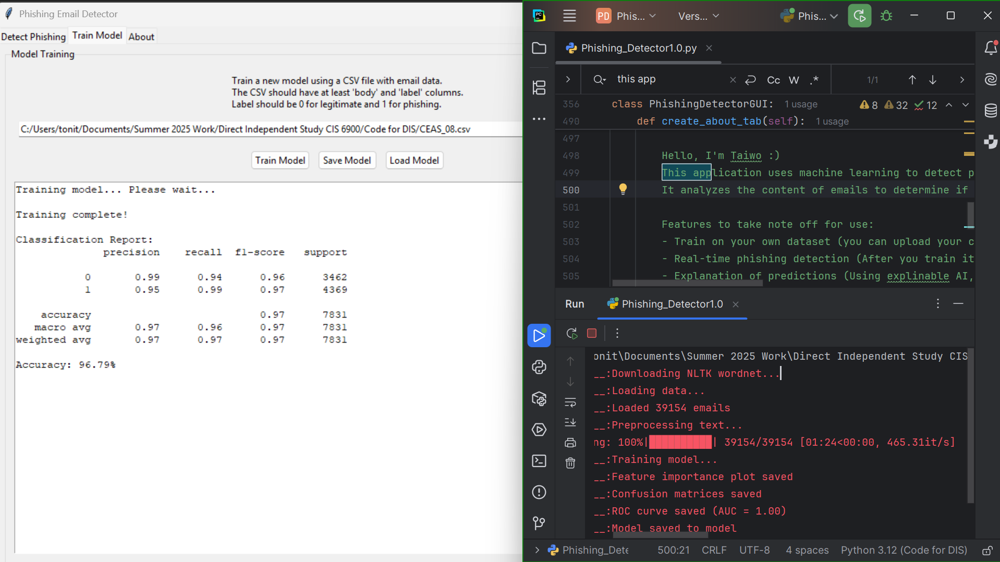 Phishing Email Detector
Detect Phishing
Train Model
About
Model Training
Train a new model using a CSV file with email data.
The CSV should have at least 'body' and 'label' columns.
Label should be 0 for legitimate and 1 for phishing.
C:/Users/tonit/Documents/Summer 2025 Work/Direct Independent Study CIS 6900/Code for DIS/CEAS_08.csv
Train Model
Save Model
Load Model
Training model... Please wait...
Training complete!
Classification Report:
precision recall f1-score support
0 0.99 0.94 0.96 3462
1 0.95 0.99 0.97 4369
accuracy 0.97 7831
macro avg 0.97 0.96 0.97 7831
weighted avg 0.97 0.97 0.97 7831
Accuracy: 96.79%
PC
PD Phis...
Vers...
Phis...
Phishing_Detector1.0.py
this app
Cc W .*
1/1
356 class PhishingDetectorGUI: 1 usage
8 32 12
490 def create_about_tab(self): 1 usage
497
498 Hello, I'm Taiwo :)
499 This application uses machine learning to detect p
500 It analyzes the content of emails to determine if
501
502 Features to take note off for use:
503 - Train on your own dataset (you can upload your c
504 - Real-time phishing detection (After you train it
505 - Explanation of predictions (Using explinable AI,
Run
Phishing_Detector1.0
onit\Documents\Summer 2025 Work\Direct Independent Study CIS
__:Downloading NLTK wordnet...
__:Loading data...
__:Loaded 39154 emails
__:Preprocessing text...
ng: 100%|██████████| 39154/39154 [01:24<00:00, 465.31it/s]
__:Training model...
__:Feature importance plot saved
__:Confusion matrices saved
__:ROC curve saved (AUC = 1.00)
__:Model saved to model
Phishing_Dete
500:21 CRLF UTF-8 4 spaces Python 3.12 (Code for DIS)